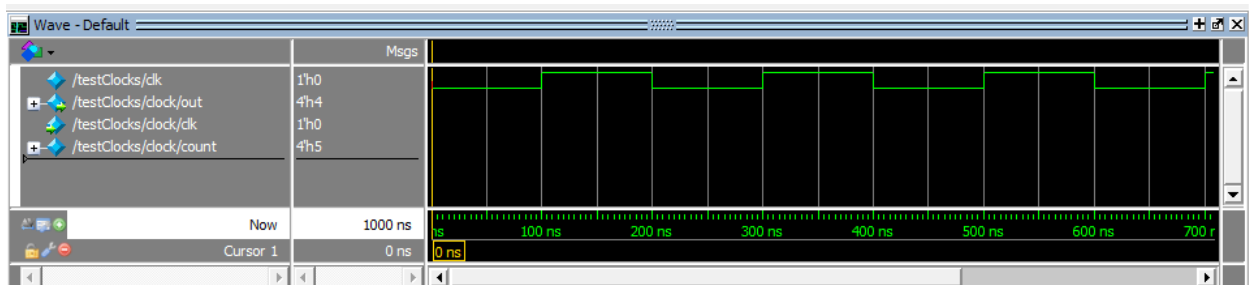 Wave - Default
Msgs
/testClocks/clk 1'h0
/testClocks/clock/out 4'h4
/testClocks/clock/clk 1'h0
/testClocks/clock/count 4'h5
Now 1000 ns
ns 100 ns 200 ns 300 ns 400 ns 500 ns 600 ns 700 n
Cursor 1 0 ns 0 ns